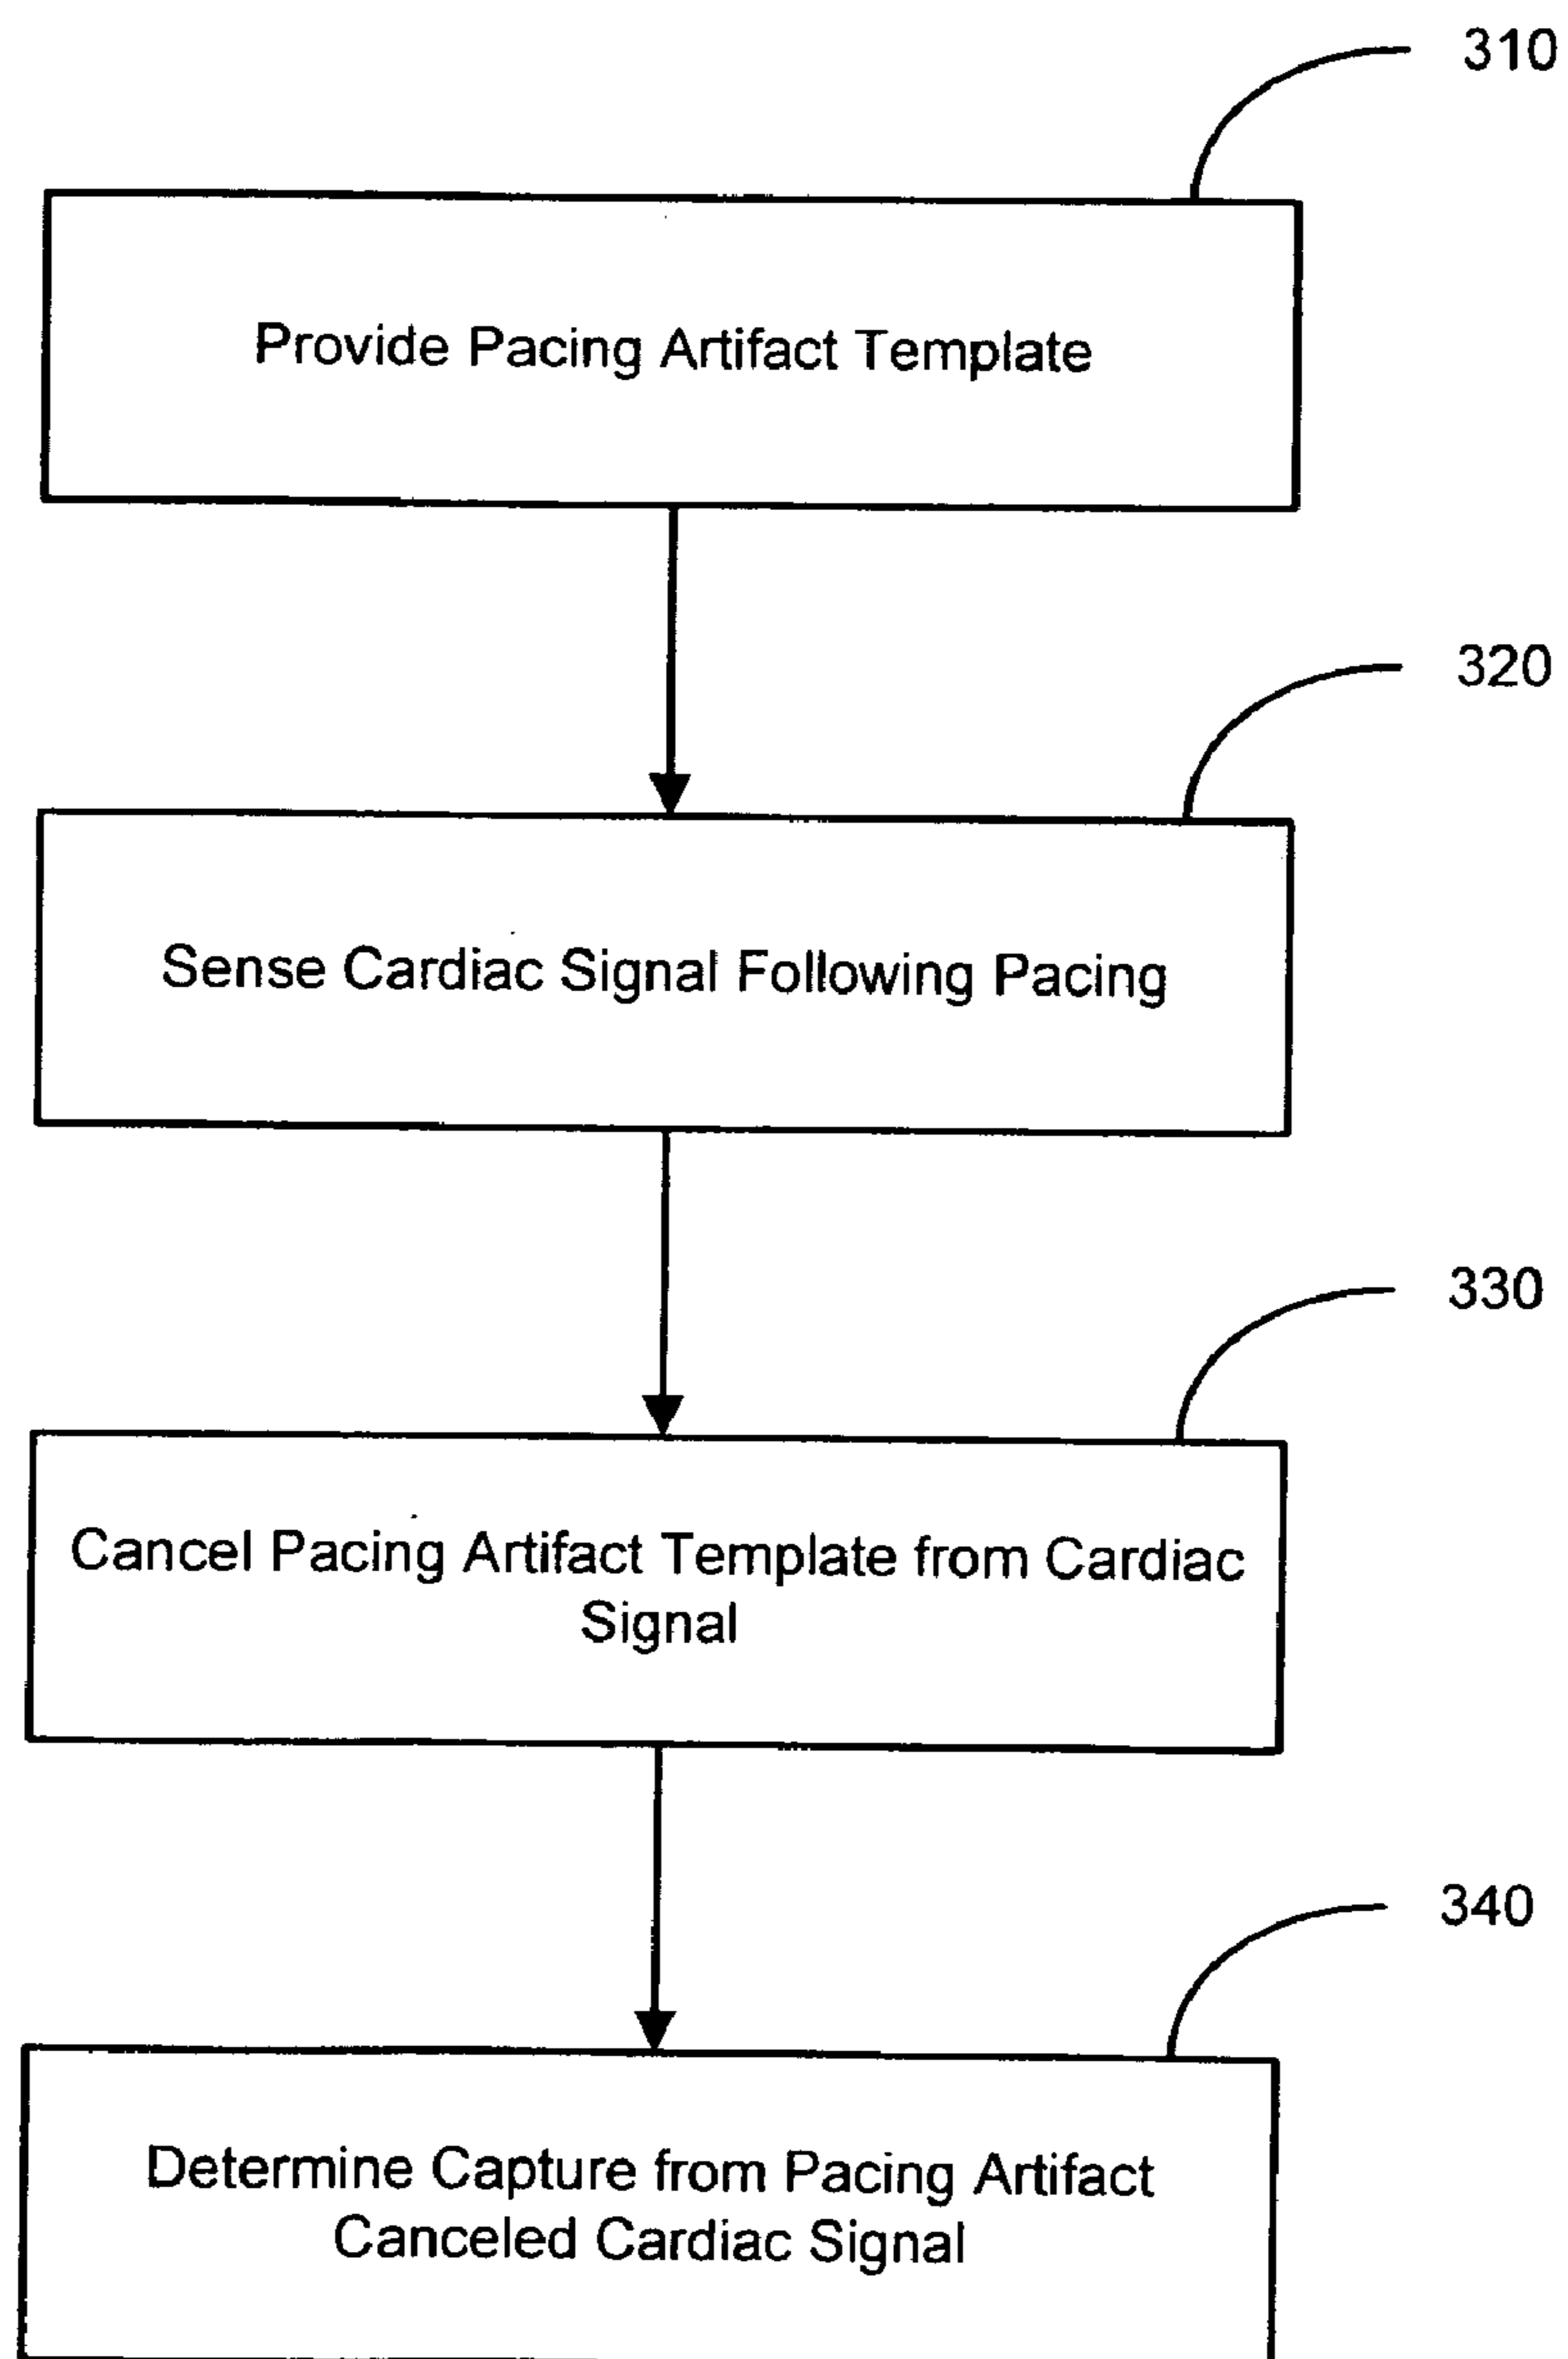 310
Provide Pacing Artifact Template
320
Sense Cardiac Signal Following Pacing
330
Cancel Pacing Artifact Template from Cardiac
Signal
340
Determine Capture from Pacing Artifact
Canceled Cardiac Signal